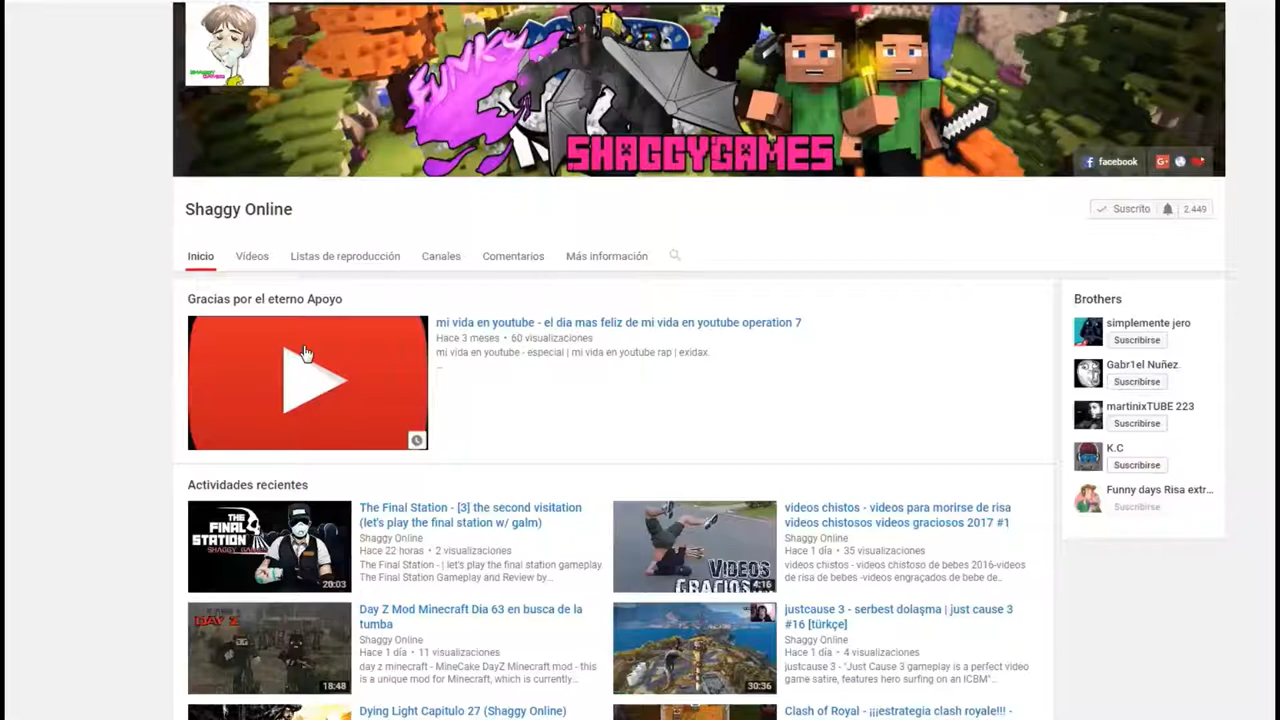 SHAGGYGAMES
facebook
Shaggy Online
Suscrito 2.449
Inicio Vídeos Listas de reproducción Canales Comentarios Más información
Gracias por el eterno Apoyo
mi vida en youtube - el dia mas feliz de mi vida en youtube operation 7
Hace 3 meses • 60 visualizaciones
mi vida en youtube - especial | mi vida en youtube rap | exidax.
...
Brothers
simplemente jero
Suscribirse
Gabr1el Nuñez
Suscribirse
martinixTUBE 223
Suscribirse
K.C
Suscribirse
Funny days Risa extr...
Suscribirse
Actividades recientes
THE FINAL STATION
SHAGGY GAMES
20:03
The Final Station - [3] the second visitation
(let's play the final station w/ galm)
Shaggy Online
Hace 22 horas • 2 visualizaciones
The Final Station - | let's play the final station gameplay
The Final Station Gameplay and Review by...
VIDEOS
GRACIOSOS
4:16
videos chistos - videos para morirse de risa
videos chistosos videos graciosos 2017 #1
Shaggy Online
Hace 1 día • 35 visualizaciones
videos chistos - videos chistoso de bebes 2016-videos
de risa de bebes -videos engraçados de bebe de..
DAY Z
18:48
Day Z Mod Minecraft Dia 63 en busca de la
tumba
Shaggy Online
Hace 1 día • 11 visualizaciones
day z minecraft - MineCake DayZ Minecraft mod - this
is a unique mod for Minecraft, which is currently...
30:36
justcause 3 - serbest dolaşma | just cause 3
#16 [türkçe]
Shaggy Online
Hace 1 día • 4 visualizaciones
justcause 3 - "Just Cause 3 gameplay is a perfect video
game satire, features hero surfing on an ICBM"...
Dying Light Capitulo 27 (Shaggy Online)
Clash of Royal - ¡¡¡estrategia clash royale!!! -